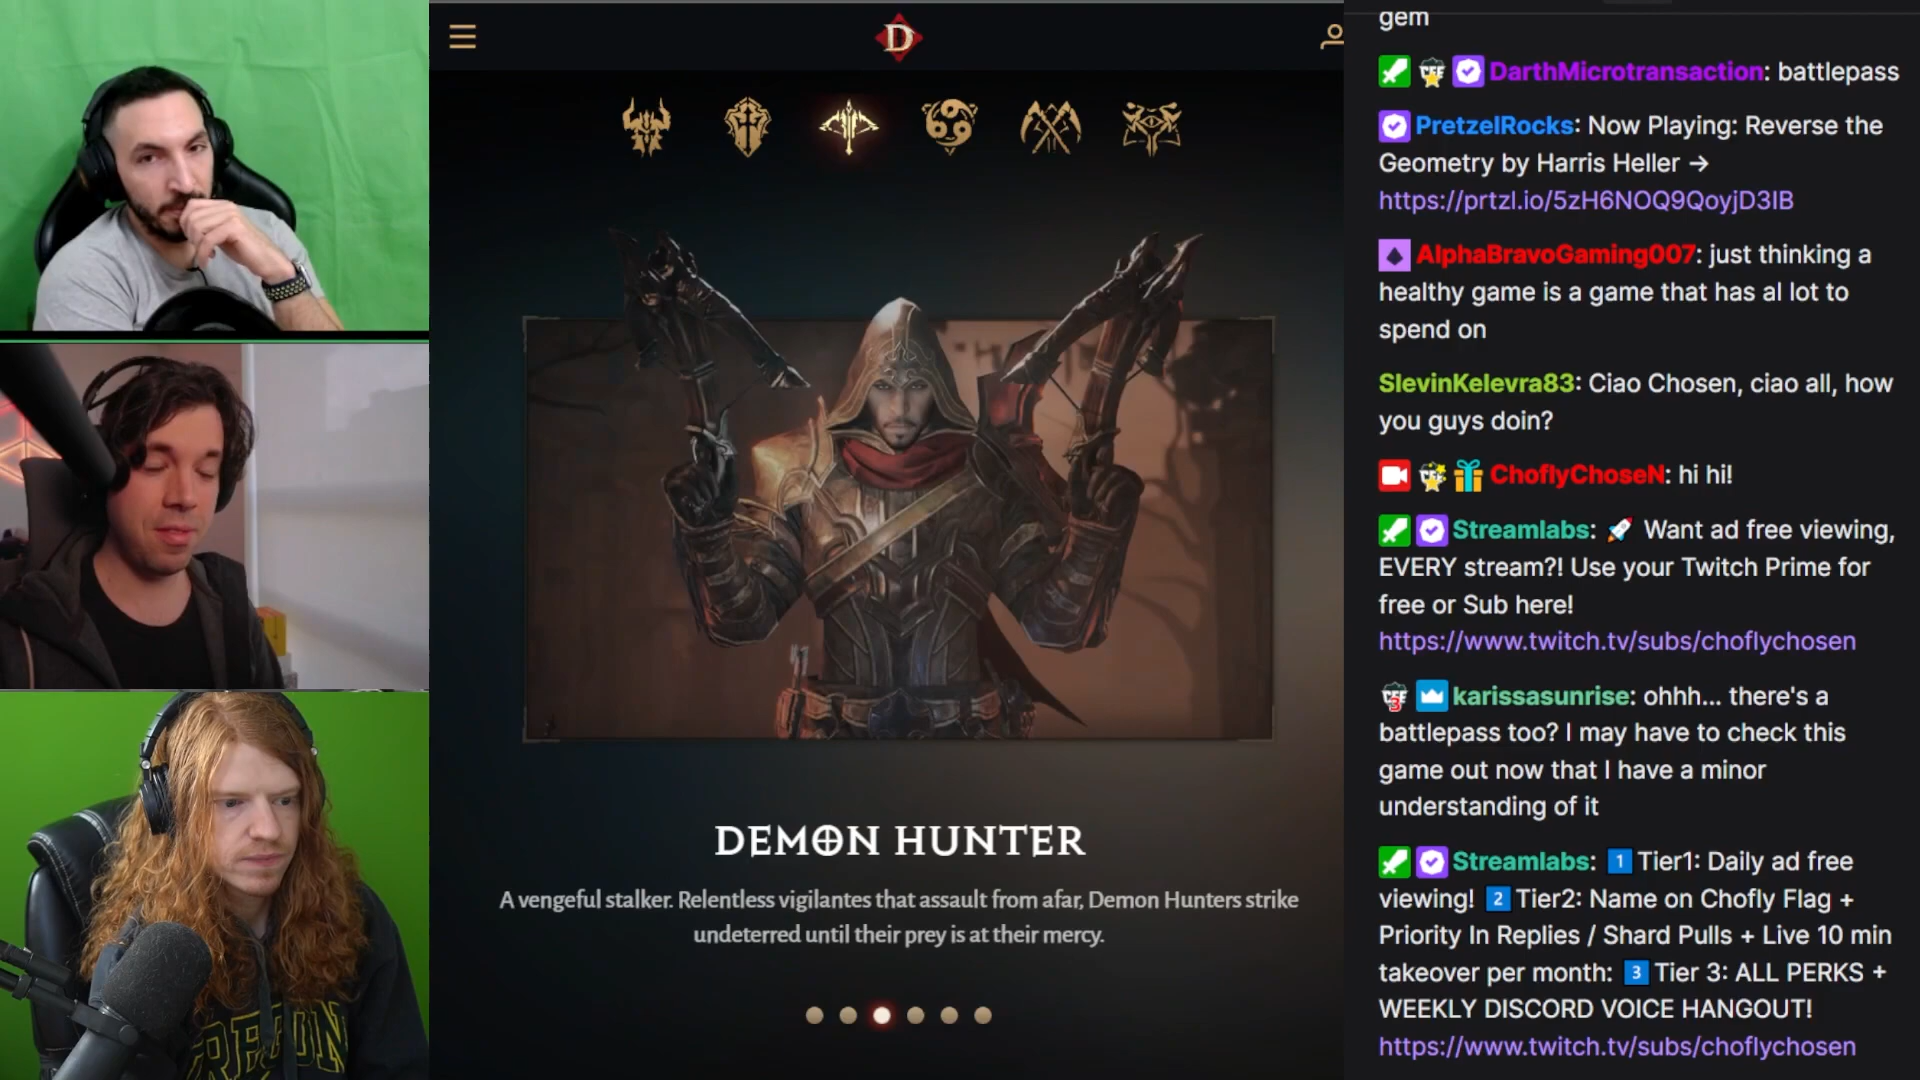 D
DEMON HUNTER
A vengeful stalker. Relentless vigilantes that assault from afar, Demon Hunters strike
undeterred until their prey is at their mercy.
gem
DarthMicrotransaction: battlepass
PretzelRocks: Now Playing: Reverse the
Geometry by Harris Heller →
https://prtzl.io/5zH6NOQ9QoyjD3IB
AlphaBravoGaming007: just thinking a
healthy game is a game that has al lot to
spend on
SlevinKelevra83: Ciao Chosen, ciao all, how
you guys doin?
ChoflyChoseN: hi hi!
Streamlabs: 🚀 Want ad free viewing,
EVERY stream?! Use your Twitch Prime for
free or Sub here!
https://www.twitch.tv/subs/choflychosen
karissasunrise: ohhh... there's a
battlepass too? I may have to check this
game out now that I have a minor
understanding of it
Streamlabs: 1 Tier1: Daily ad free
viewing! 2 Tier2: Name on Chofly Flag +
Priority In Replies / Shard Pulls + Live 10 min
takeover per month: 3 Tier 3: ALL PERKS +
WEEKLY DISCORD VOICE HANGOUT!
https://www.twitch.tv/subs/choflychosen